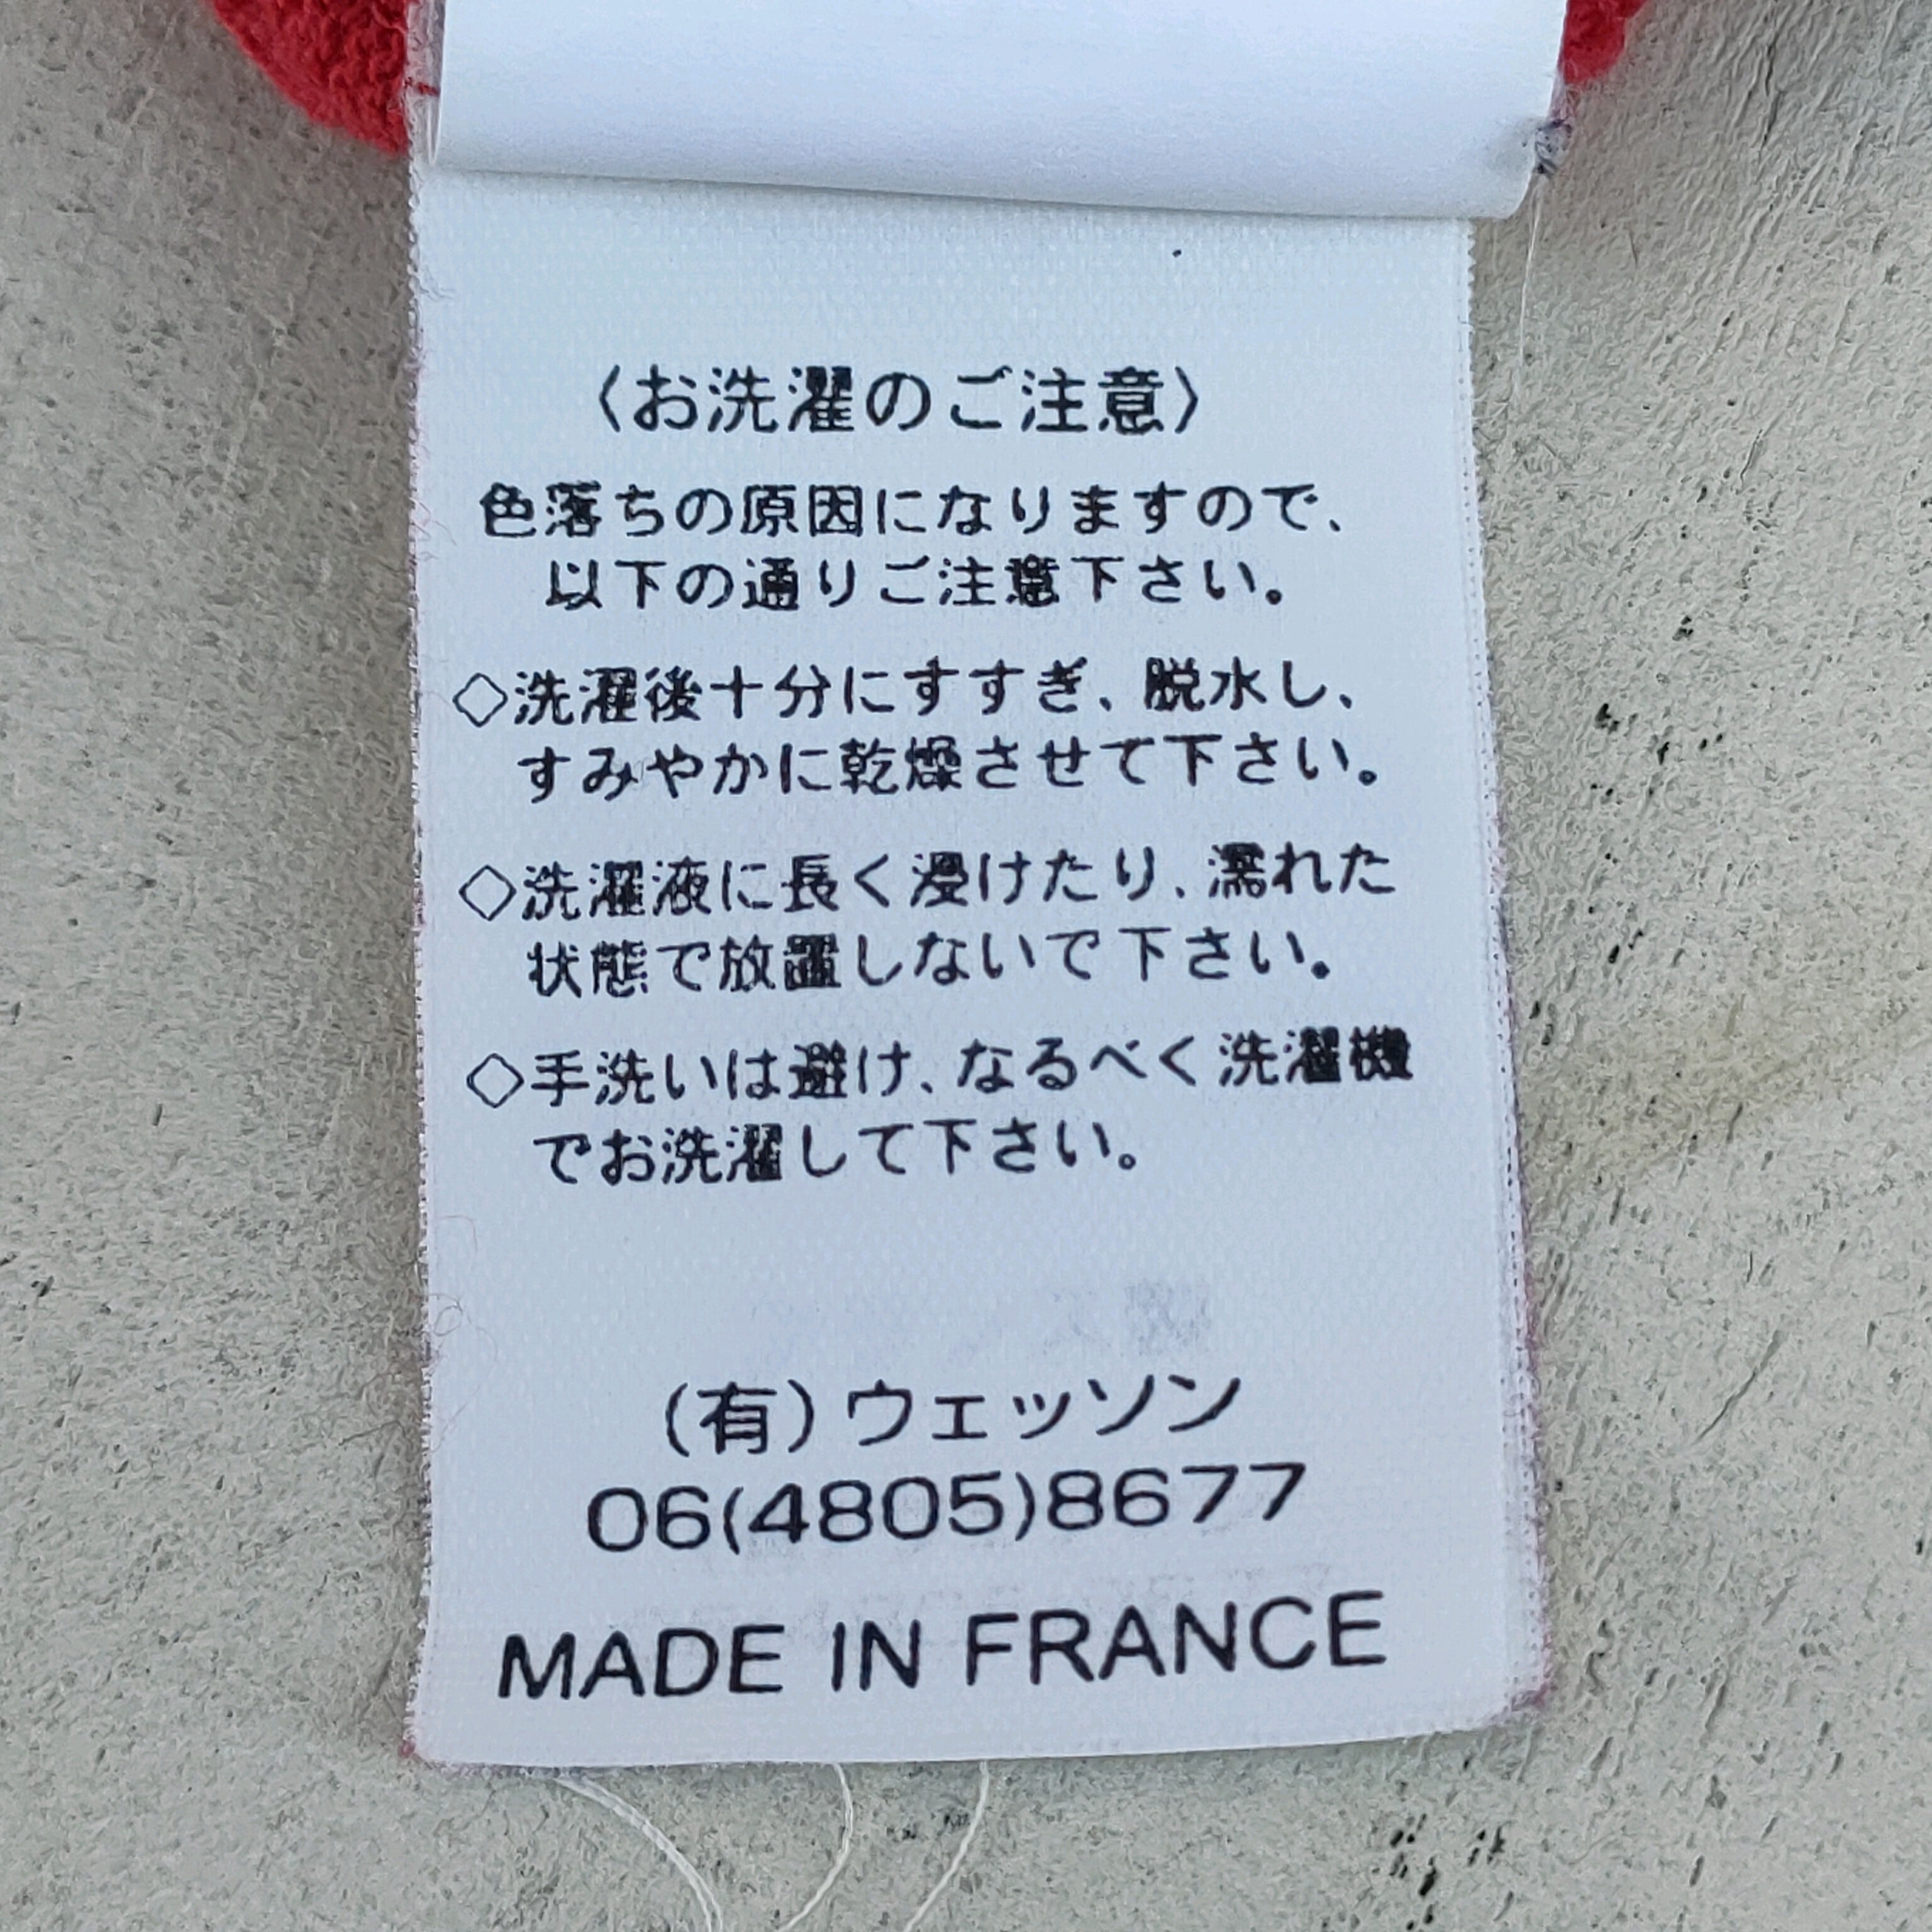 〈お洗濯のご注意〉
色落ちの原因になりますので、
以下の通りご注意下さい。
◇洗濯後十分にすすぎ、脱水し、
すみやかに乾燥させて下さい。
◇洗濯液に長く浸けたり、濡れた
状態で放置しないで下さい。
◇手洗いは避け、なるべく洗濯機
でお洗濯して下さい。
(有)ウェッソン
06(4805)8677
MADE IN FRANCE